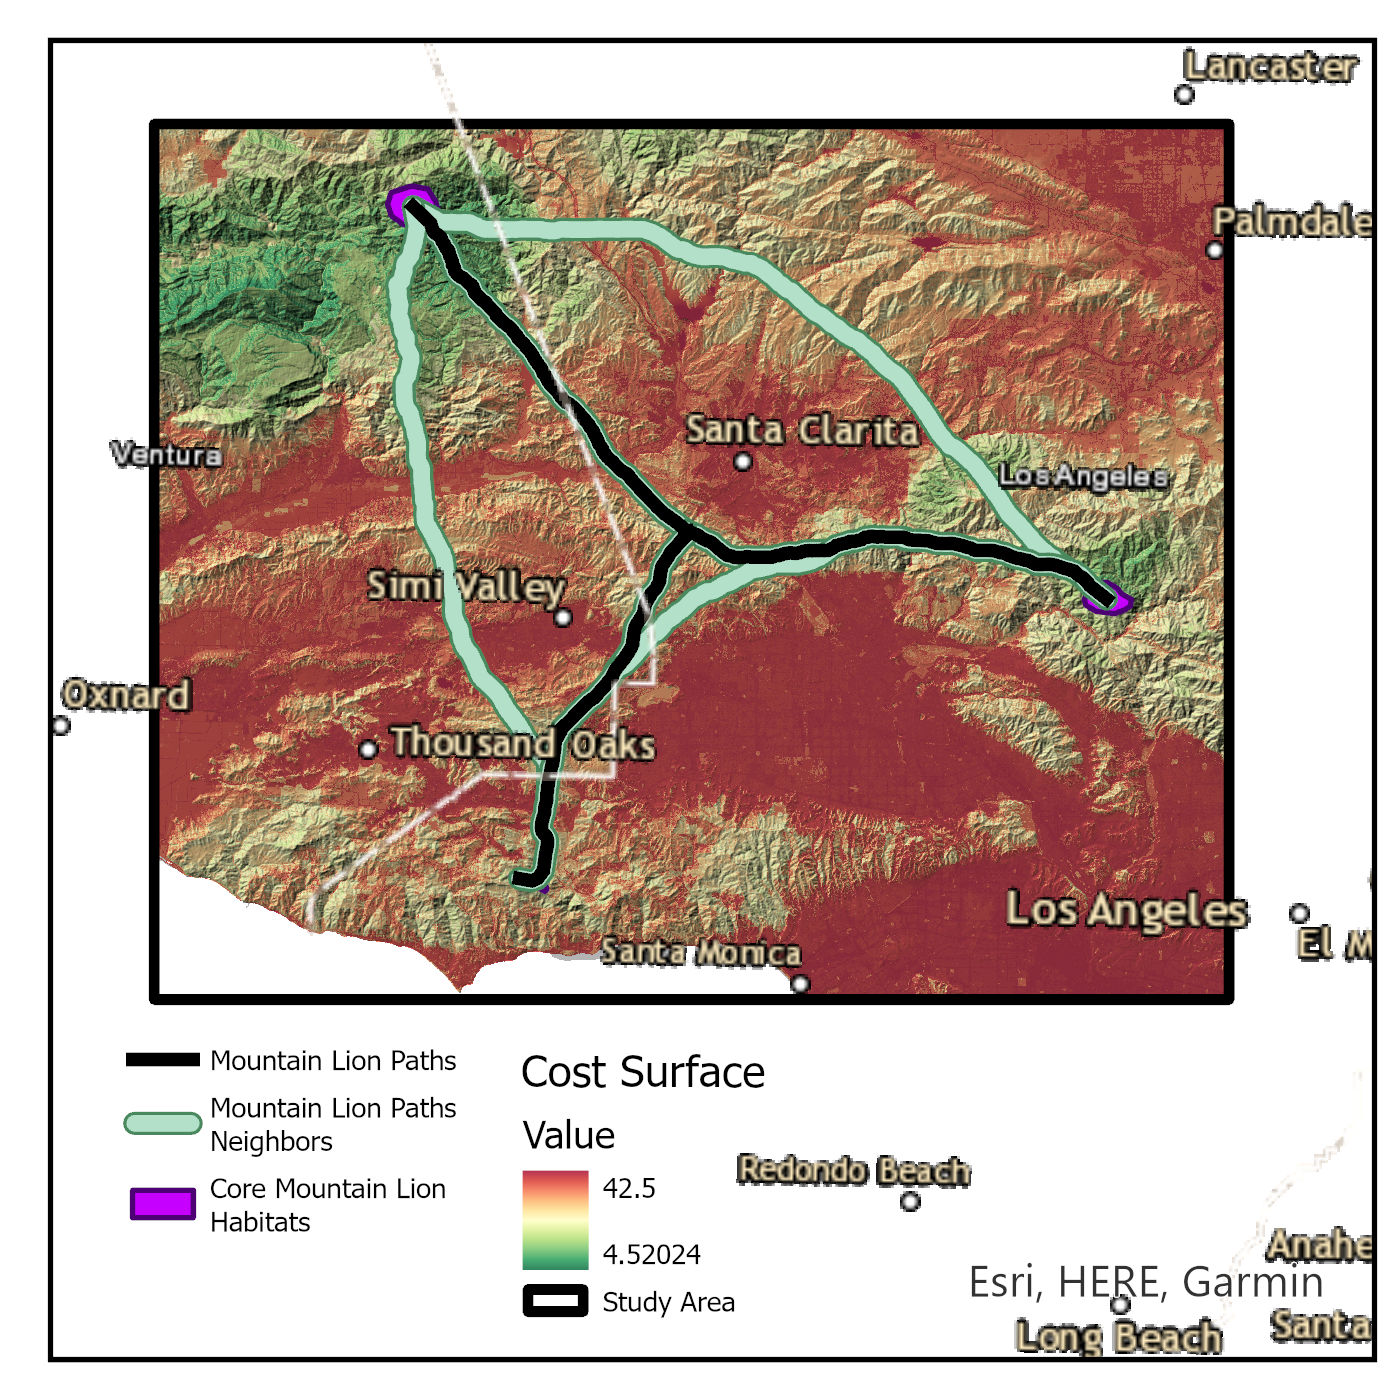 Lancaster
Palmdale
Santa Clarita
Ventura
Los Angeles
Simi Valley
Oxnard
Thousand Oaks
Los Angeles
El M
Santa Monica
Mountain Lion Paths
Mountain Lion Paths
Neighbors
Core Mountain Lion
Habitats
Cost Surface
Value
42.5
4.52024
Study Area
Redondo Beach
Anahe
Esri, HERE, Garmin
Long Beach
Santa